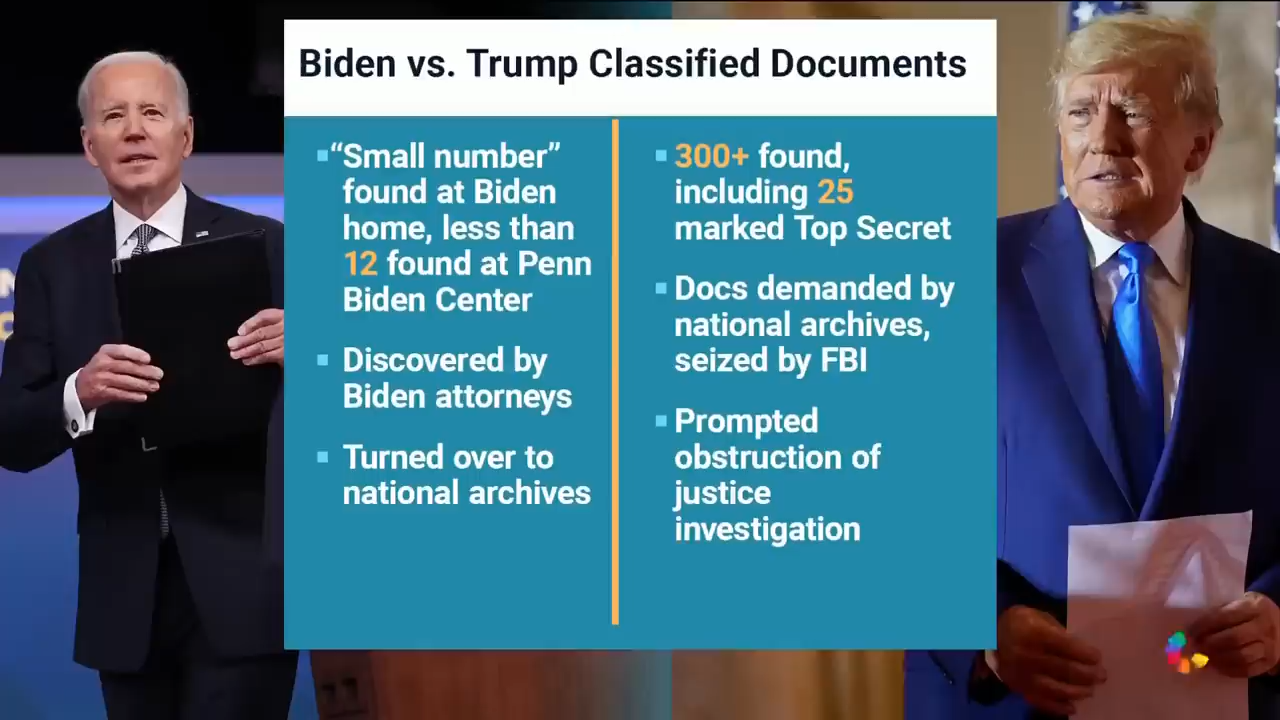 Biden vs. Trump Classified Documents
▪“Small number”
found at Biden
home, less than
12 found at Penn
Biden Center
▪ Discovered by
Biden attorneys
▪ Turned over to
national archives
▪ 300+ found,
including 25
marked Top Secret
▪ Docs demanded by
national archives,
seized by FBI
▪ Prompted
obstruction of
justice
investigation